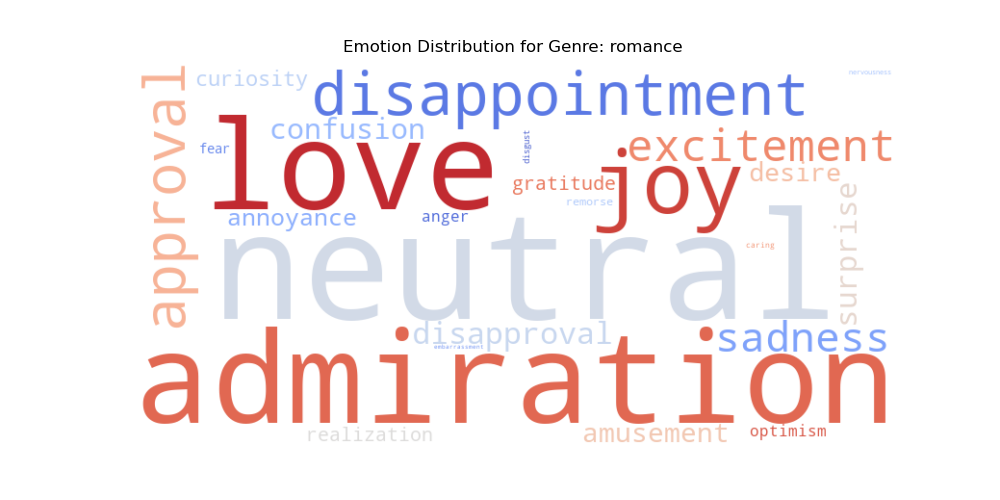 Emotion Distribution for Genre: romance
approval
curiosity
disappointment
nervousness
confusion
love
fear
disgust
excitement
joy
desire
gratitude
remorse
annoyance
anger
surprise
neutral
caring
disapproval
sadness
embarrassment
admiration
realization
amusement
optimism